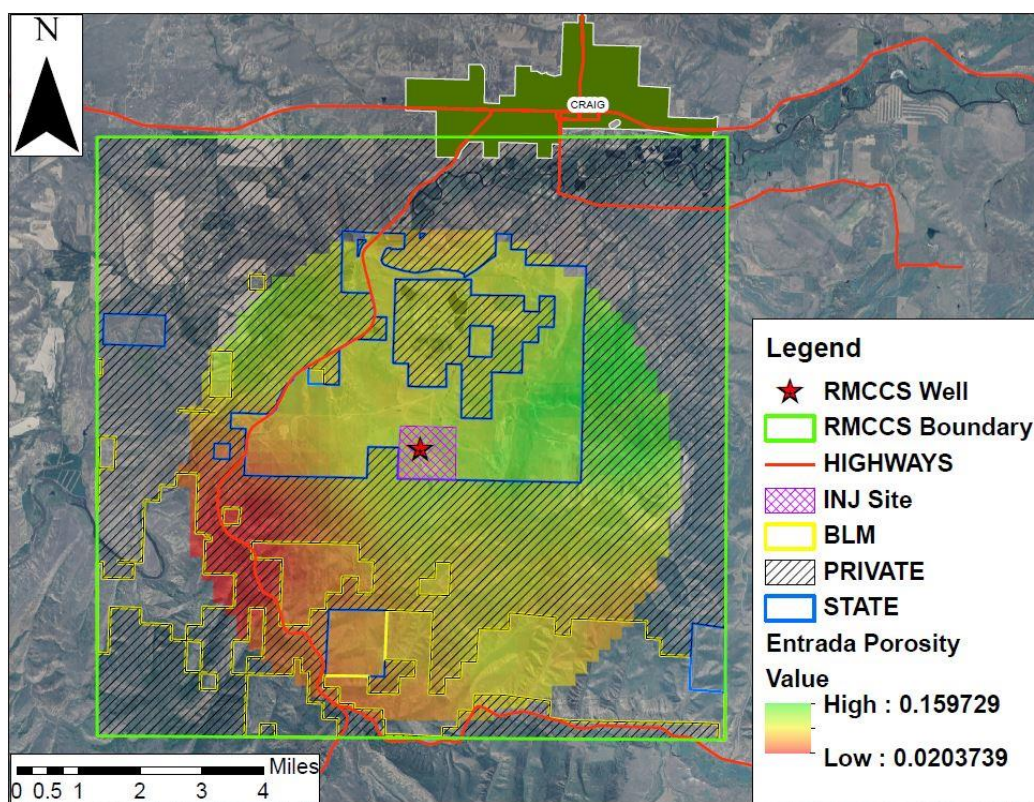 N
CRAIG
Legend
RMCCS Well
RMCCS Boundary
HIGHWAYS
INJ Site
BLM
PRIVATE
STATE
Entrada Porosity
Value
High : 0.159729
Low : 0.0203739
Miles
0 0.5 1 2 3 4